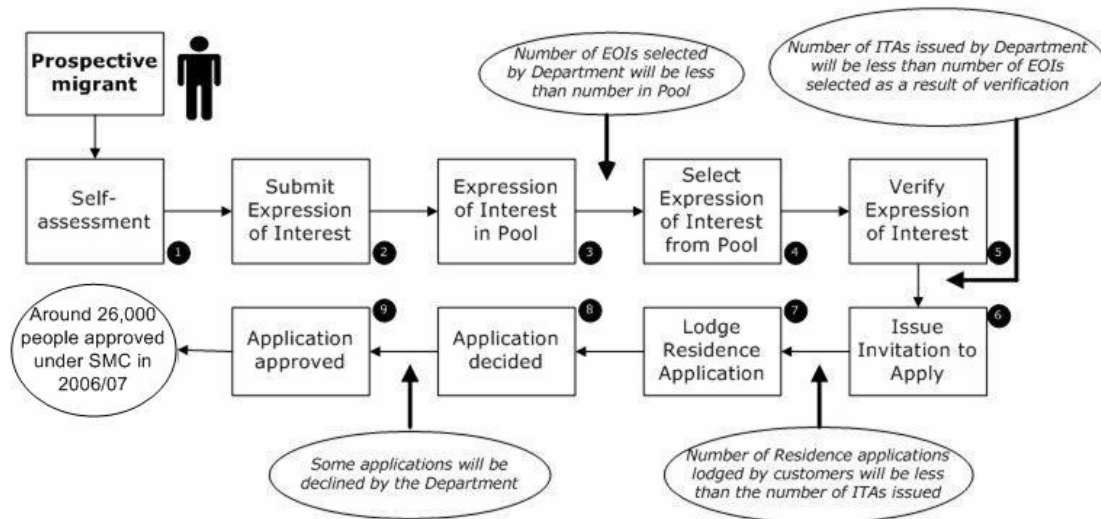 Prospective
migrant
Number of EOIs selected
by Department will be less
than number in Pool
Number of ITAs issued by Department
will be less than number of EOIs
selected as a result of verification
Self-
assessment
1
Submit
Expression
of Interest
2
Expression
of Interest
in Pool
3
Select
Expression
of Interest
from Pool
4
Verify
Expression
of Interest
5
Around 26,000
people approved
under SMC in
2006/07
Application
approved
9
Application
decided
8
Lodge
Residence
Application
7
Issue
Invitation to
Apply
6
Some applications will be
declined by the Department
Number of Residence applications
lodged by customers will be less
than the number of ITAs issued